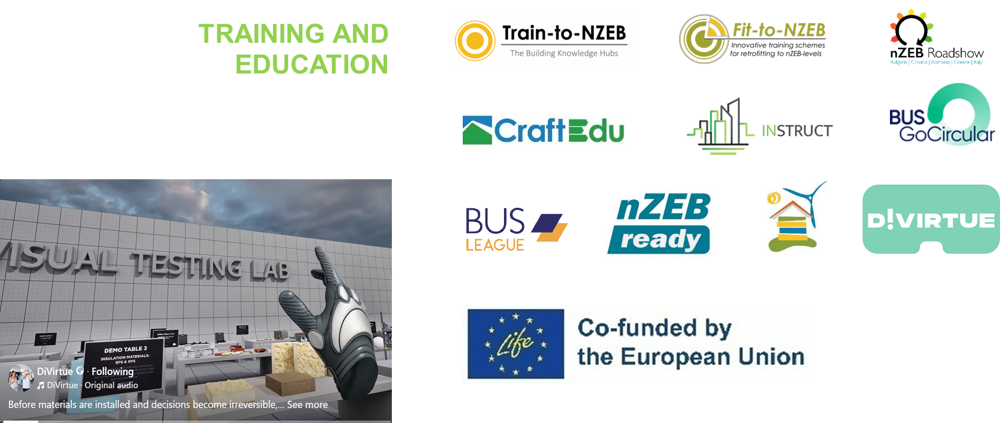 TRAINING AND
EDUCATION
Train-to-NZEB
The Building Knowledge Hubs
Fit-to-NZEB
Innovative training schemes
for retrofitting to nZEB-levels
nZEB Roadshow
Bulgaria | Croatia | Romania | Greece | Italy
CraftEdu
INSTRUCT
BUS
GoCircular
BUS
LEAGUE
nZEB
ready
D!VIRTUE
VISUAL TESTING LAB
DEMO TABLE 3
INSULATION MATERIALS:
EPS & XPS
DiVirtue · Following
DiVirtue · Original audio
Before materials are installed and decisions become irreversible,... See more
Life
Co-funded by
the European Union